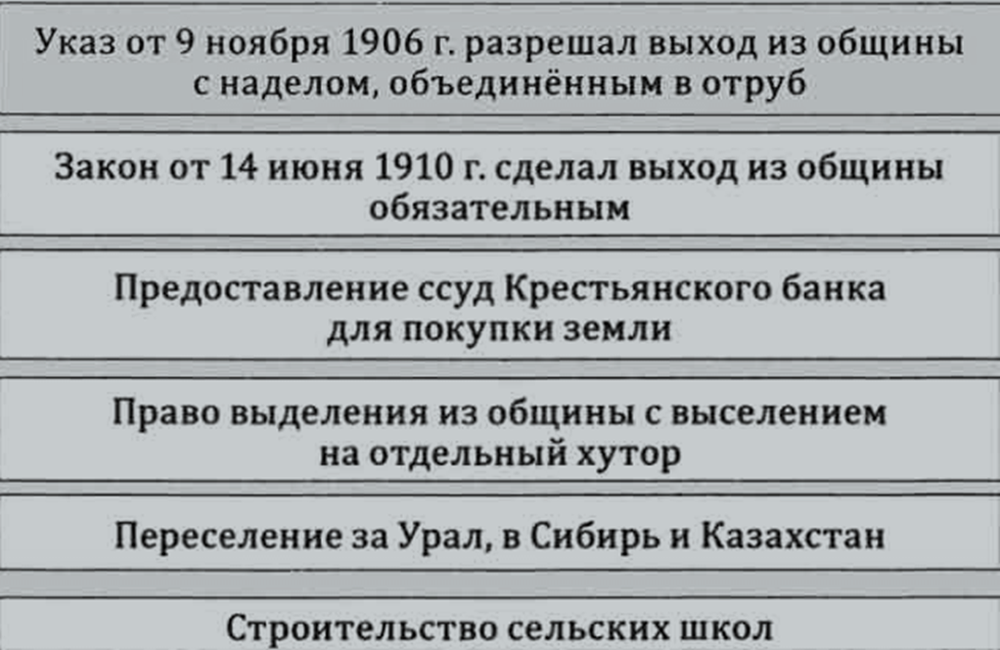 Указ от 9 ноября 1906 г. разрешал выход из общины
с наделом, объединённым в отруб
Закон от 14 июня 1910 г. сделал выход из общины
обязательным
Предоставление ссуд Крестьянского банка
для покупки земли
Право выделения из общины с выселением
на отдельный хутор
Переселение за Урал, в Сибирь и Казахстан
Строительство сельских школ